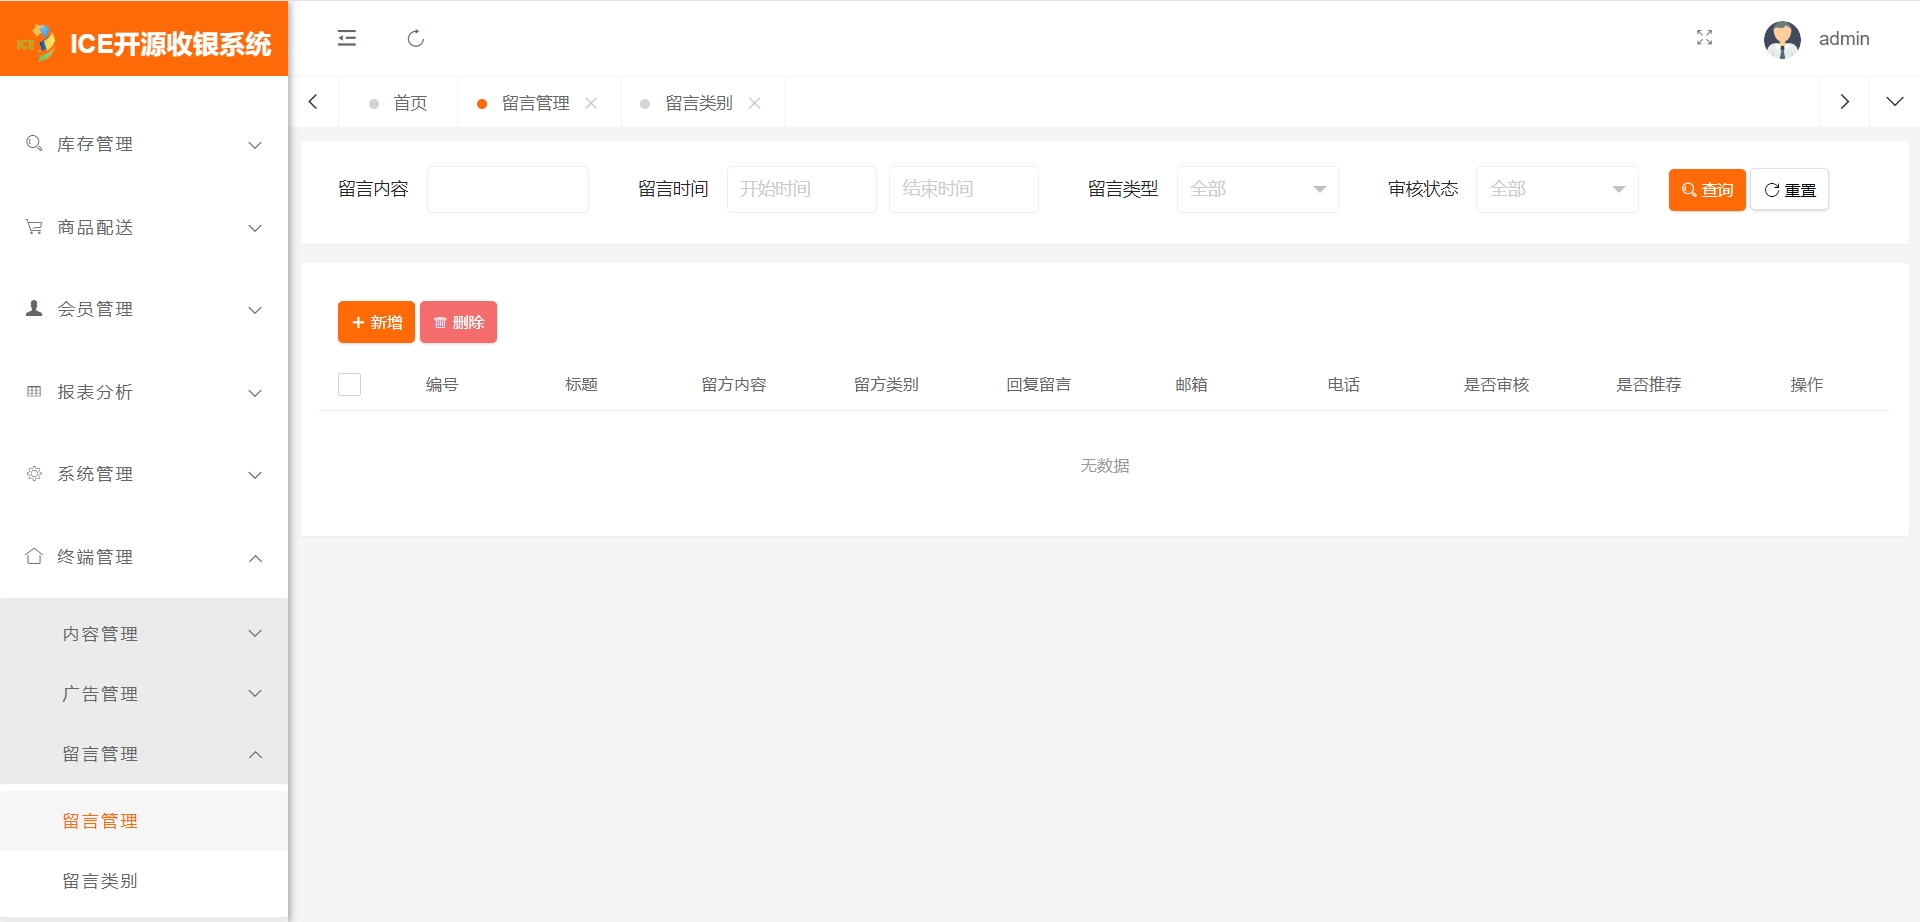 ICE ICE开源收银系统
admin
首页 留言管理 留言类别
库存管理
商品配送
会员管理
报表分析
系统管理
终端管理
内容管理
广告管理
留言管理
留言管理
留言类别
留言内容 留言时间 开始时间 结束时间 留言类型 全部 审核状态 全部 查询 重置
新增 删除
编号 标题 留方内容 留方类别 回复留言 邮箱 电话 是否审核 是否推荐 操作
无数据